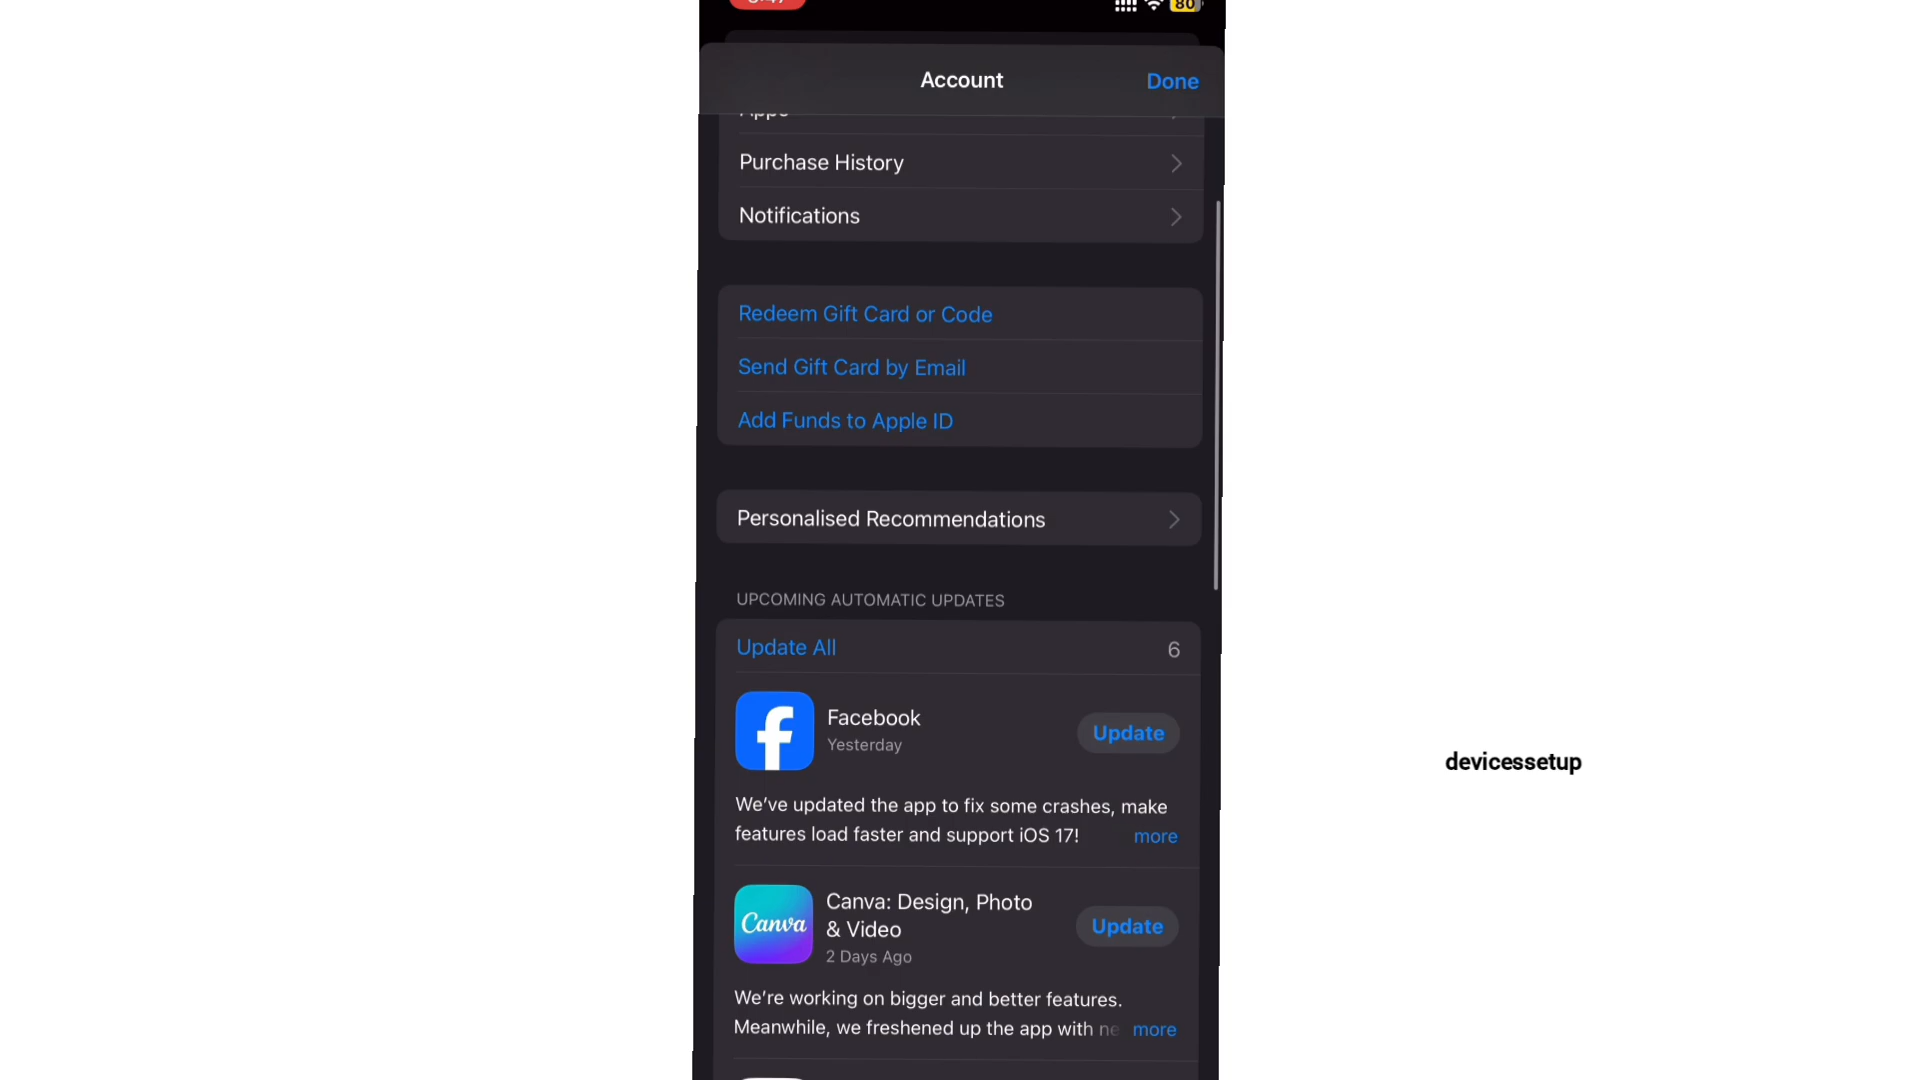 80
Account
Done
Apps
Purchase History
Notifications
Redeem Gift Card or Code
Send Gift Card by Email
Add Funds to Apple ID
Personalised Recommendations
UPCOMING AUTOMATIC UPDATES
Update All
6
Facebook
Yesterday
Update
We've updated the app to fix some crashes, make
features load faster and support iOS 17!
more
Canva
Canva: Design, Photo
& Video
2 Days Ago
Update
We're working on bigger and better features.
Meanwhile, we freshened up the app with ne
more
devicessetup